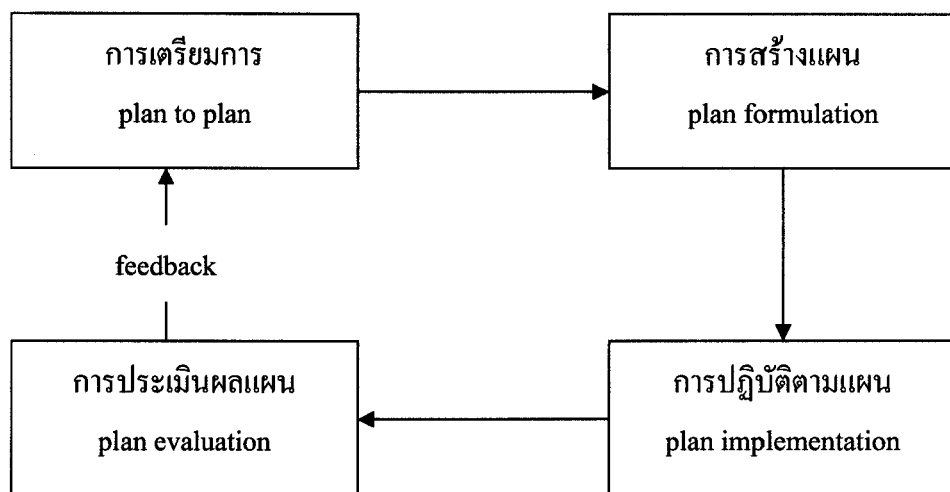 การเตรียมการ
plan to plan
การสร้างแผน
plan formulation
feedback
การประเมินผลแผน
plan evaluation
การปฏิบัติตามแผน
plan implementation